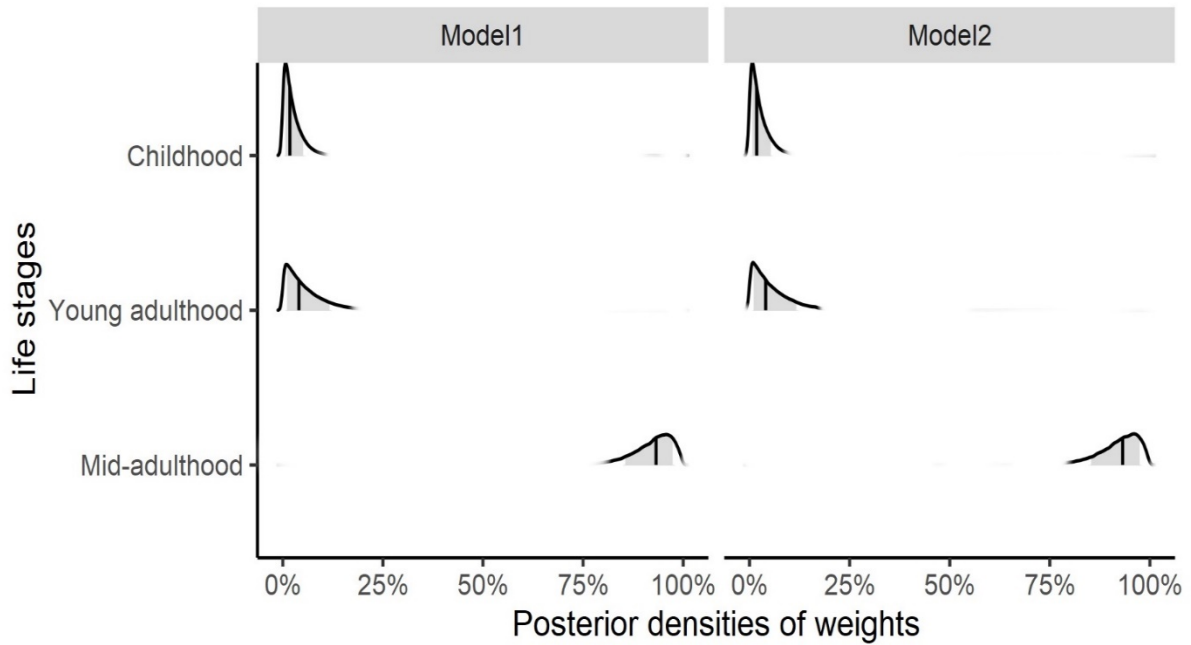 Model1 Model2
Life stages
Childhood
Young adulthood
Mid-adulthood
0% 25% 50% 75% 100% 0% 25% 50% 75% 100%
Posterior densities of weights